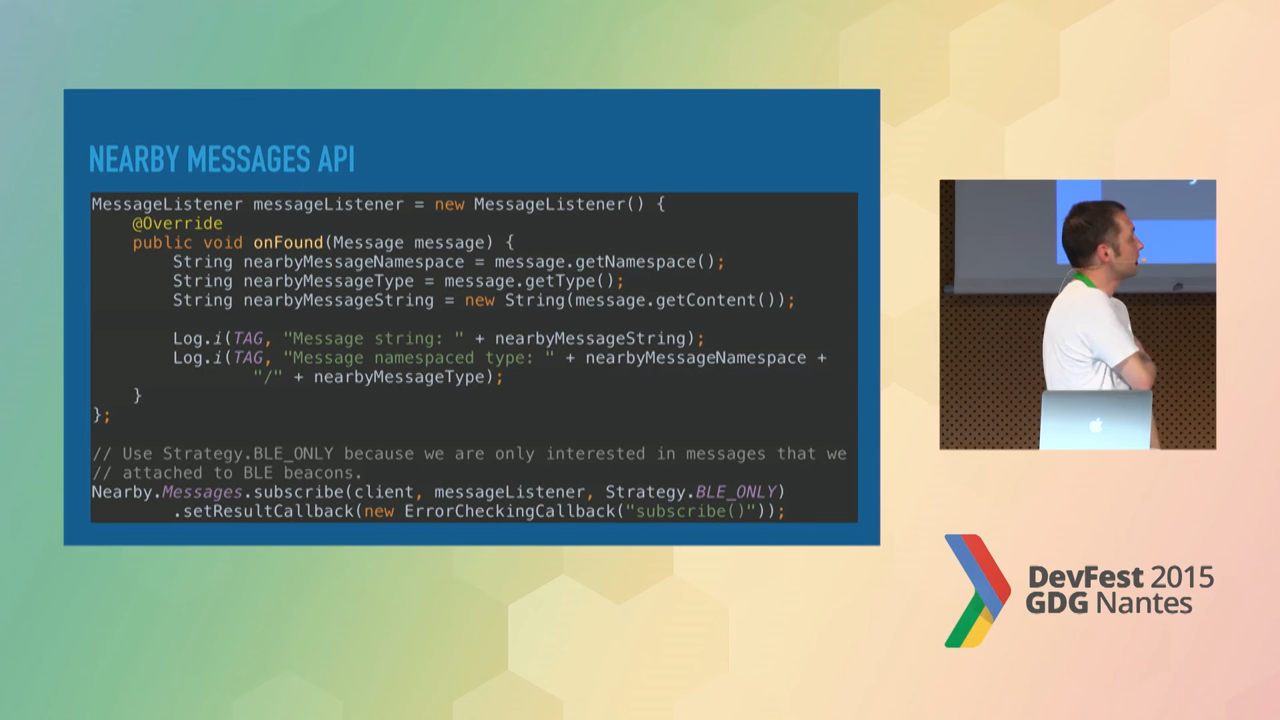 NEARBY MESSAGES API
MessageListener messageListener = new MessageListener() {
@Override
public void onFound(Message message) {
String nearbyMessageNamespace = message.getNamespace();
String nearbyMessageType = message.getType();
String nearbyMessageString = new String(message.getContent());
Log.i(TAG, "Message string: " + nearbyMessageString);
Log.i(TAG, "Message namespaced type: " + nearbyMessageNamespace +
"/" + nearbyMessageType);
}
};
// Use Strategy.BLE_ONLY because we are only interested in messages that we
// attached to BLE beacons.
Nearby.Messages.subscribe(client, messageListener, Strategy.BLE_ONLY)
.setResultCallback(new ErrorCheckingCallback("subscribe()"));
DevFest 2015
GDG Nantes